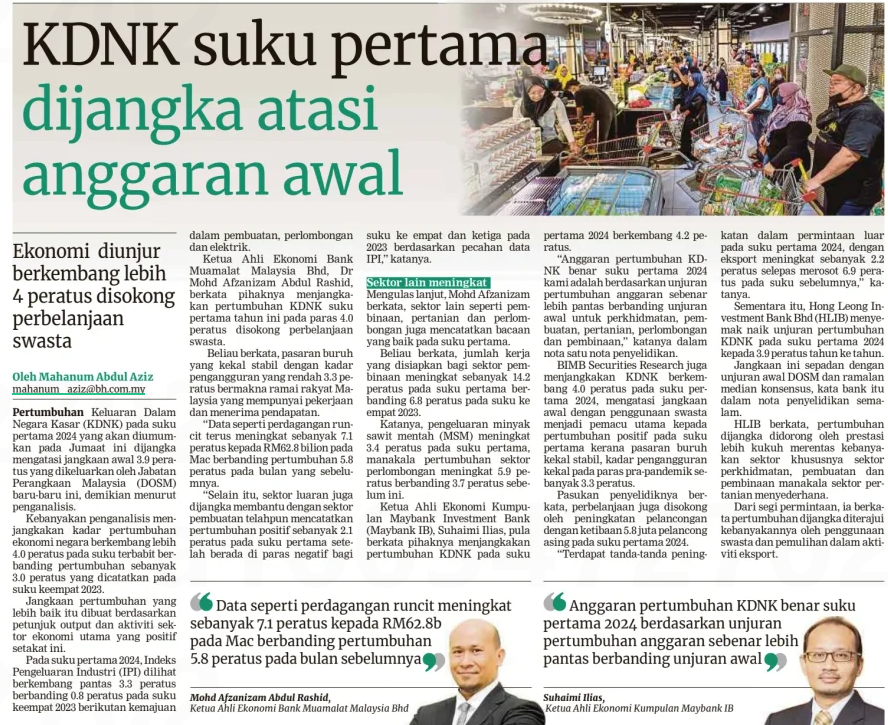 KDNK suku pertama
dijangka atasi
anggaran awal
Ekonomi diunjur
berkembang lebih
4 peratus disokong
perbelanjaan
swasta
Oleh Mahanum Abdul Aziz
mahanum_aziz@bh.com.my
Pertumbuhan Keluaran Dalam
Negara Kasar (KDNK) pada suku
pertama 2024 yang akan diumum-
kan pada Jumaat ini dijangka
mengatasi jangkaan awal 3.9 pera-
tus yang dikeluarkan oleh Jabatan
Perangkaan Malaysia (DOSM)
baru-baru ini, demikian menurut
penganalisis.
Kebanyakan penganalisis men-
jangkakan kadar pertumbuhan
ekonomi negara berkembang lebih
4.0 peratus pada suku terbabit ber-
banding pertumbuhan sebanyak
3.0 peratus yang dicatatkan pada
suku keempat 2023.
Jangkaan pertumbuhan yang
lebih baik itu dibuat berdasarkan
petunjuk output dan aktiviti sek-
tor ekonomi utama yang positif
setakat ini.
Pada suku pertama 2024, Indeks
Pengeluaran Industri (IPI) dilihat
berkembang pantas 3.3 peratus
berbanding 0.8 peratus pada suku
keempat 2023 berikutan kemajuan
dalam pembuatan, perlombongan
dan elektrik.
Ketua Ahli Ekonomi Bank
Muamalat Malaysia Bhd, Dr
Mohd Afzanizam Abdul Rashid,
berkata pihaknya menjangka-
kan pertumbuhan KDNK suku
pertama tahun ini pada paras 4.0
peratus disokong perbelanjaan
swasta.
Beliau berkata, pasaran buruh
yang kekal stabil dengan kadar
pengangguran yang rendah 3.3 pe-
ratus bermakna ramai rakyat Ma-
laysia yang mempunyai pekerjaan
dan menerima pendapatan.
“Data seperti perdagangan run-
cit terus meningkat sebanyak 7.1
peratus kepada RM62.8 bilion pada
Mac berbanding pertumbuhan 5.8
peratus pada bulan yang sebelu-
mnya.
“Selain itu, sektor luaran juga
dijangka membantu dengan sektor
pembuatan telahpun mencatatkan
pertumbuhan positif sebanyak 2.1
peratus pada suku pertama sete-
lah berada di paras negatif bagi
suku ke empat dan ketiga pada
2023 berdasarkan pecahan data
IPI,” katanya.
Sektor lain meningkat
Mengulas lanjut, Mohd Afzanizam
berkata, sektor lain seperti pem-
binaan, pertanian dan perlom-
bongan juga mencatatkan bacaan
yang baik pada suku pertama.
Beliau berkata, jumlah kerja
yang disiapkan bagi sektor pem-
binaan meningkat sebanyak 14.2
peratus pada suku pertama ber-
banding 6.8 peratus pada suku ke
empat 2023.
Katanya, pengeluaran minyak
sawit mentah (MSM) meningkat
3.4 peratus pada suku pertama,
manakala pertumbuhan sektor
perlombongan meningkat 5.9 pe-
ratus berbanding 3.7 peratus sebe-
lum ini.
Ketua Ahli Ekonomi Kumpu-
lan Maybank Investment Bank
(Maybank IB), Suhaimi Ilias, pula
berkata pihaknya menjangkakan
pertumbuhan KDNK pada suku
pertama 2024 berkembang 4.2 pe-
ratus.
“Anggaran pertumbuhan KD-
NK benar suku pertama 2024
kami adalah berdasarkan unjuran
pertumbuhan anggaran sebenar
lebih pantas berbanding unjuran
awal untuk perkhidmatan, pem-
buatan, pertanian, perlombongan
dan pembinaan,” katanya dalam
nota satu nota penyelidikan.
BIMB Securities Research juga
menjangkakan KDNK berkem-
bang 4.0 peratus pada suku per-
tama 2024, mengatasi jangkaan
awal dengan penggunaan swasta
menjadi pemacu utama kepada
pertumbuhan positif pada suku
pertama kerana pasaran buruh
kekal stabil, kadar pengangguran
kekal pada paras pra-pandemik se-
banyak 3.3 peratus.
Pasukan penyelidiknya ber-
kata, perbelanjaan juga disokong
oleh peningkatan pelancongan
dengan ketibaan 5.8 juta pelancong
asing pada suku pertama 2024.
“Terdapat tanda-tanda pening-
katan dalam permintaan luar
pada suku pertama 2024, dengan
eksport meningkat sebanyak 2.2
peratus selepas merosot 6.9 pera-
tus pada suku sebelumnya,” ka-
tanya.
Sementara itu, Hong Leong In-
vestment Bank Bhd (HLIB) menye-
mak naik unjuran pertumbuhan
KDNK pada suku pertama 2024
kepada 3.9 peratus tahun ke tahun.
Jangkaan ini sepadan dengan
unjuran awal DOSM dan ramalan
median konsensus, kata bank itu
dalam nota penyelidikan sema-
lam.
HLIB berkata, pertumbuhan
dijangka didorong oleh prestasi
lebih kukuh merentas kebanya-
kan sektor khususnya sektor
perkhidmatan, pembuatan dan
pembinaan manakala sektor per-
tanian menyederhana.
Dari segi permintaan, ia berka-
ta pertumbuhan dijangka diterajui
kebanyakannya oleh penggunaan
swasta dan pemulihan dalam akti-
viti eksport.
“Data seperti perdagangan runcit meningkat
sebanyak 7.1 peratus kepada RM62.8b
pada Mac berbanding pertumbuhan
5.8 peratus pada bulan sebelumnya”
Mohd Afzanizam Abdul Rashid,
Ketua Ahli Ekonomi Bank Muamalat Malaysia Bhd
“Anggaran pertumbuhan KDNK benar suku
pertama 2024 berdasarkan unjuran
pertumbuhan anggaran sebenar lebih
pantas berbanding unjuran awal”
Suhaimi Ilias,
Ketua Ahli Ekonomi Kumpulan Maybank IB